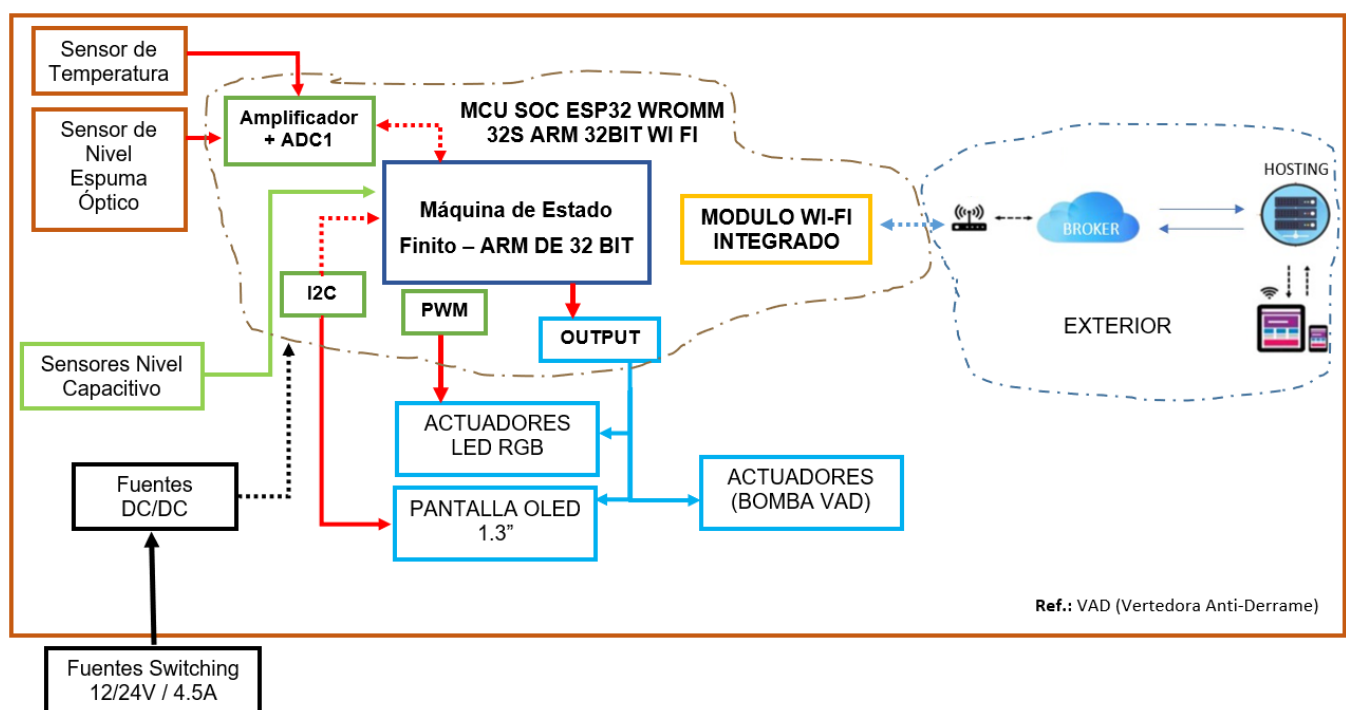 Sensor de
Temperatura
Sensor de
Nivel
Espuma
Óptico
Amplificador
+ ADC1
MCU SOC ESP32 WROMM
32S ARM 32BIT WI FI
Máquina de Estado
Finito – ARM DE 32 BIT
MODULO WI-FI
INTEGRADO
BROKER
HOSTING
EXTERIOR
I2C
PWM
OUTPUT
Sensores Nivel
Capacitivo
ACTUADORES
LED RGB
Fuentes
DC/DC
PANTALLA OLED
1.3”
ACTUADORES
(BOMBA VAD)
Ref.: VAD (Vertedora Anti-Derrame)
Fuentes Switching
12/24V / 4.5A